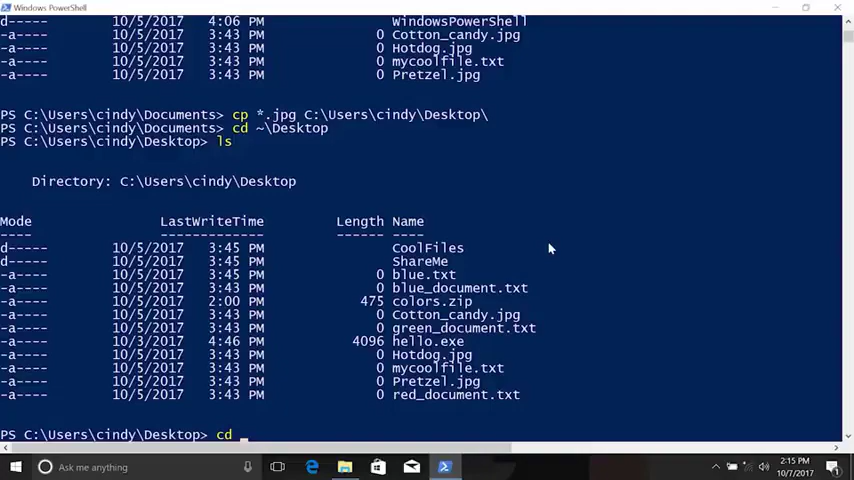 Windows PowerShell
d----- 10/5/2017 4:06 PM WindowsPowerShell
-a---- 10/5/2017 3:43 PM 0 Cotton_candy.jpg
-a---- 10/5/2017 3:43 PM 0 Hotdog.jpg
-a---- 10/5/2017 3:43 PM 0 mycoolfile.txt
-a---- 10/5/2017 3:43 PM 0 Pretzel.jpg
PS C:\Users\cindy\Documents> cp *.jpg C:\Users\cindy\Desktop\
PS C:\Users\cindy\Documents> cd ~\Desktop
PS C:\Users\cindy\Desktop> ls
Directory: C:\Users\cindy\Desktop
Mode LastWriteTime Length Name
---- ------------- ------ ----
d----- 10/5/2017 3:45 PM CoolFiles
d----- 10/5/2017 3:45 PM ShareMe
-a---- 10/5/2017 3:45 PM 0 blue.txt
-a---- 10/5/2017 3:43 PM 0 blue_document.txt
-a---- 10/5/2017 2:00 PM 475 colors.zip
-a---- 10/5/2017 3:43 PM 0 Cotton_candy.jpg
-a---- 10/5/2017 3:43 PM 0 green_document.txt
-a---- 10/3/2017 4:46 PM 4096 hello.exe
-a---- 10/5/2017 3:43 PM 0 Hotdog.jpg
-a---- 10/5/2017 3:43 PM 0 mycoolfile.txt
-a---- 10/5/2017 3:43 PM 0 Pretzel.jpg
-a---- 10/5/2017 3:43 PM 0 red_document.txt
PS C:\Users\cindy\Desktop> cd _
Ask me anything
2:15 PM
10/7/2017
1